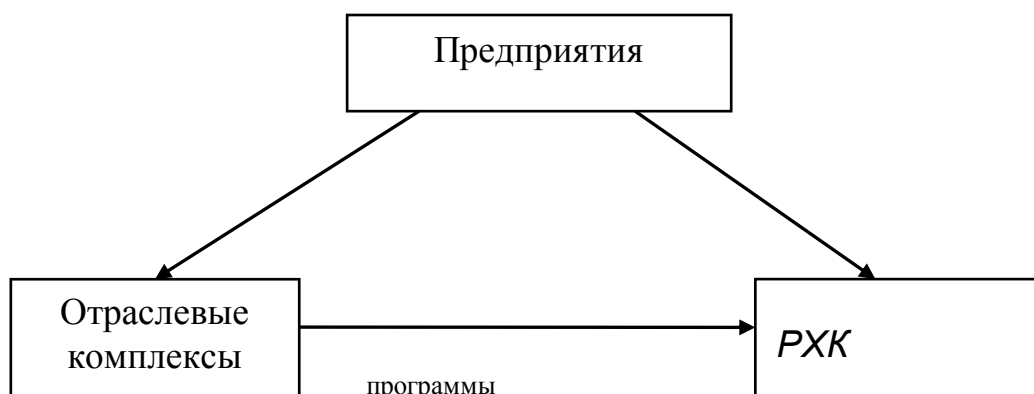 Предприятия
Отраслевые
комплексы
РХК
программы